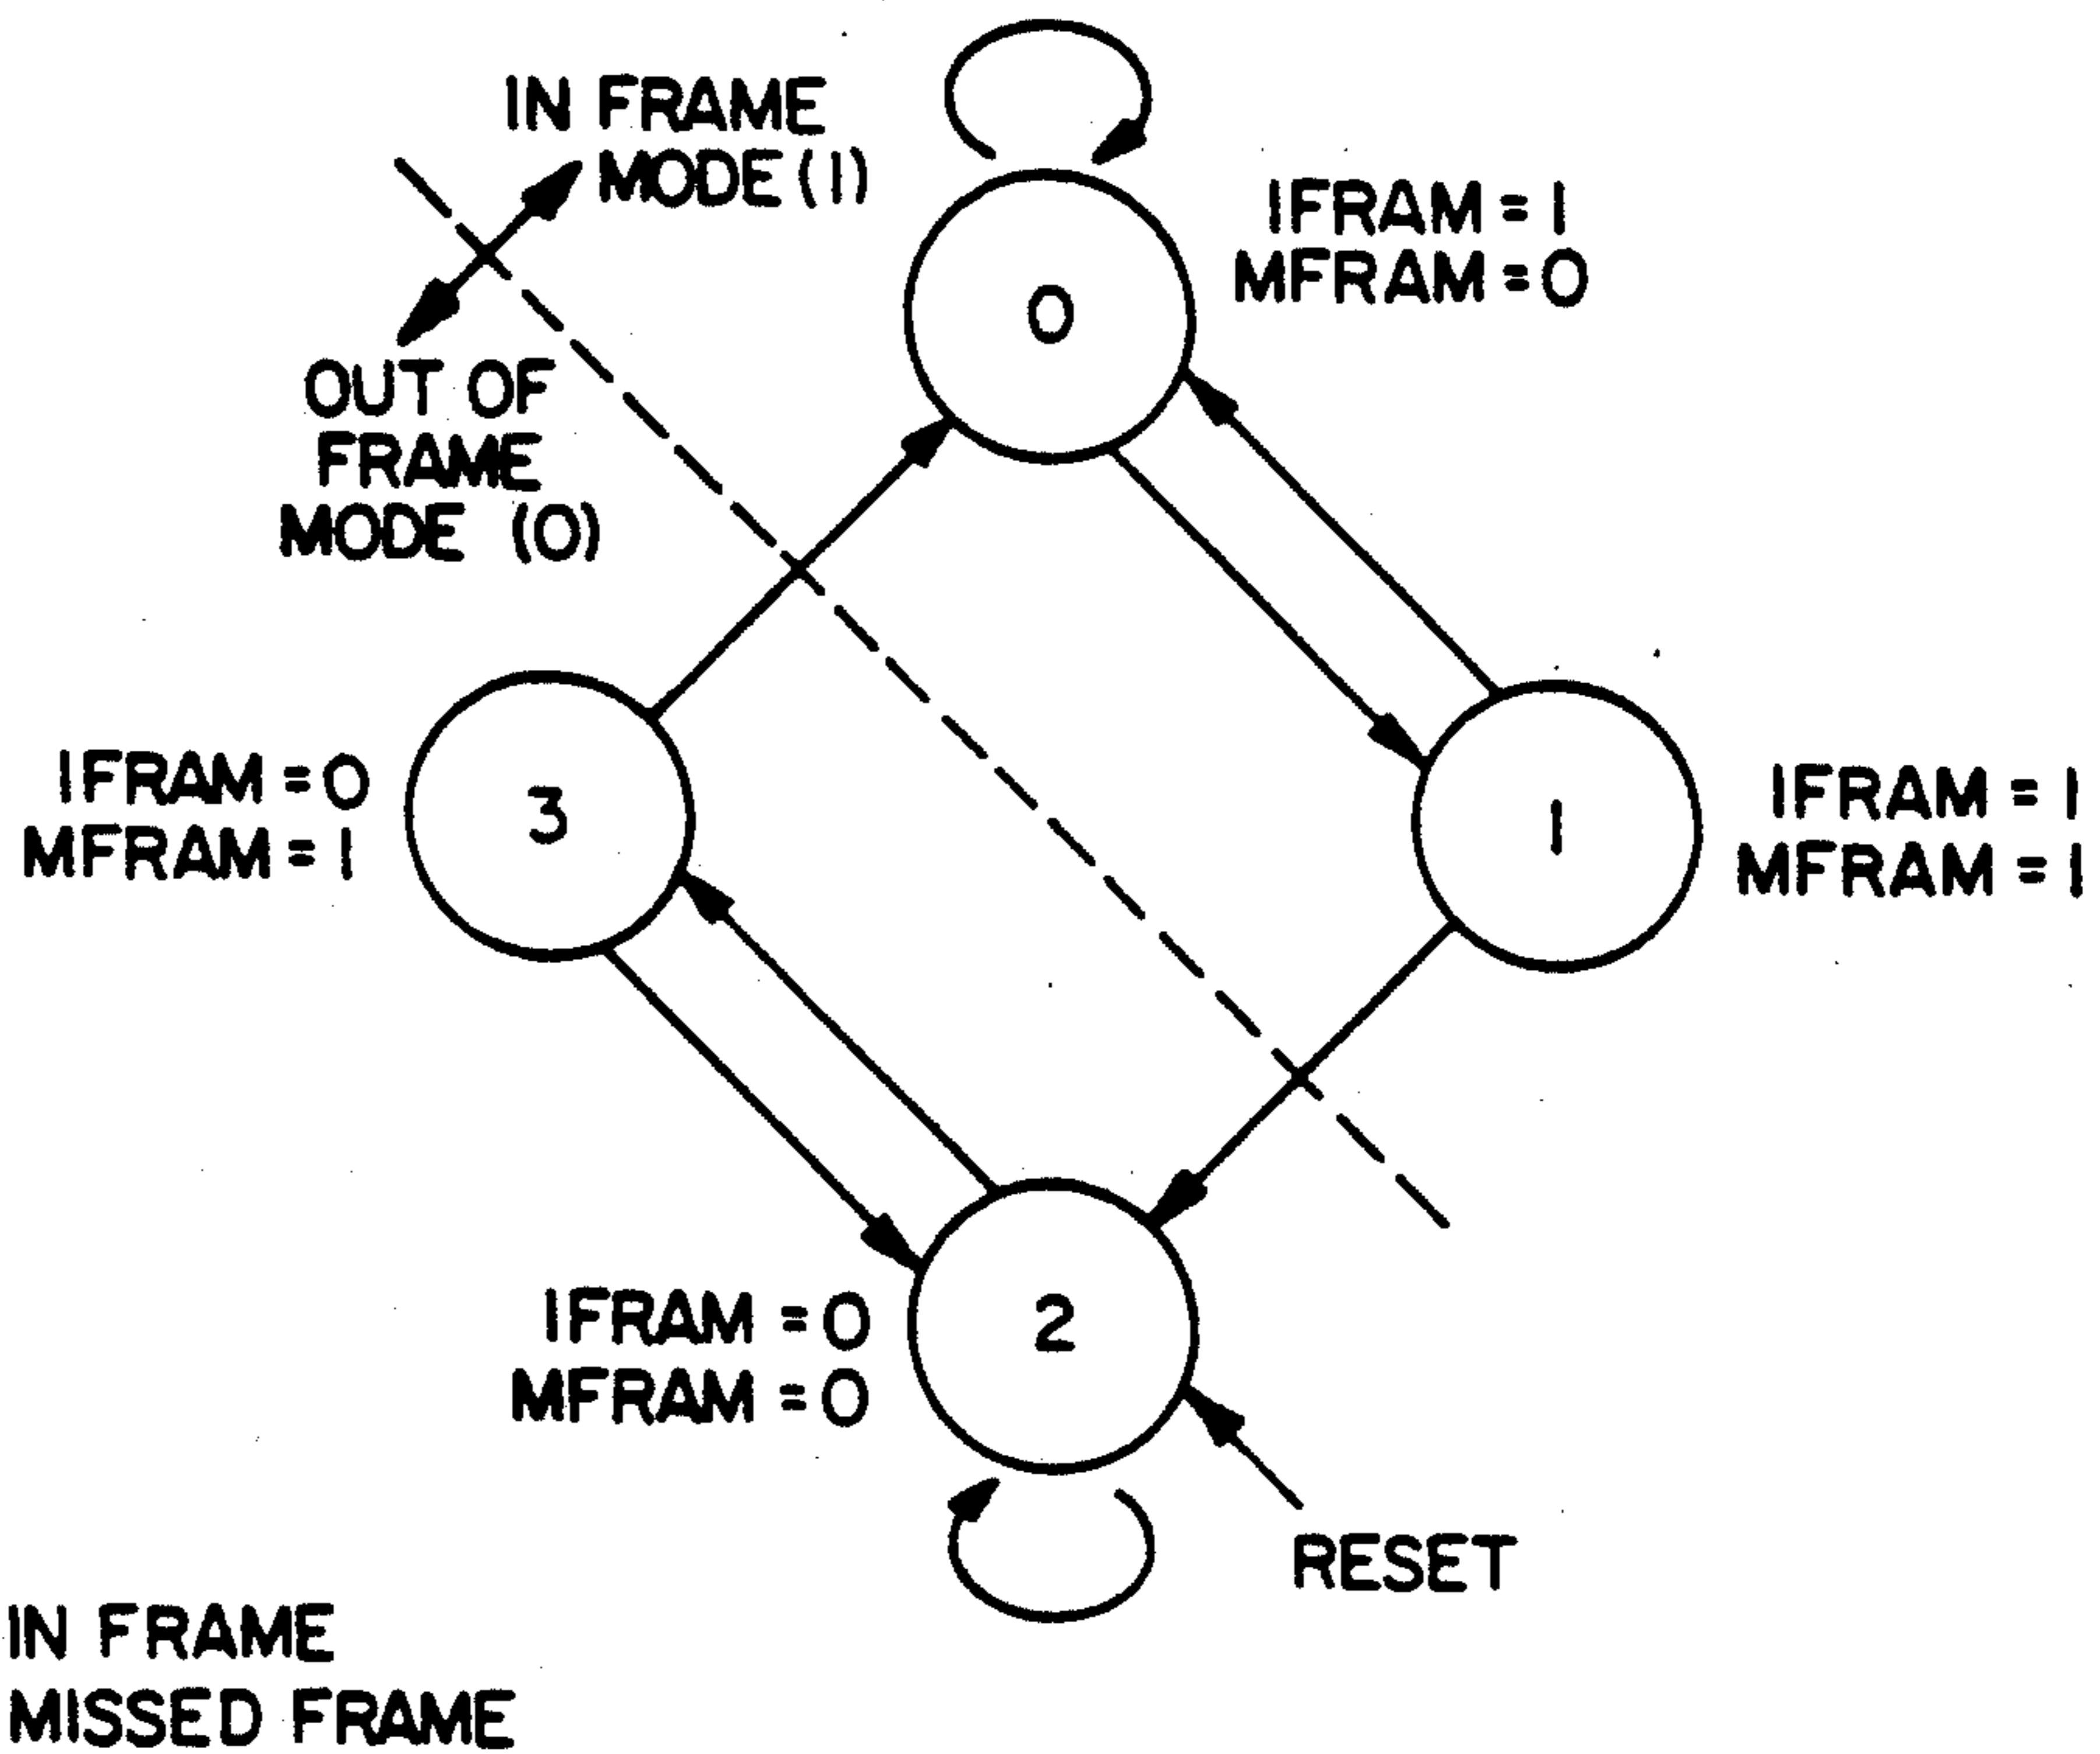 IN FRAME
MODE (1)
OUT OF
FRAME
MODE (0)
0
IFRAM = 1
MFRAM = 0
3
IFRAM = 0
MFRAM = 1
1
IFRAM = 1
MFRAM = 1
2
IFRAM = 0
MFRAM = 0
RESET
IN FRAME
MISSED FRAME